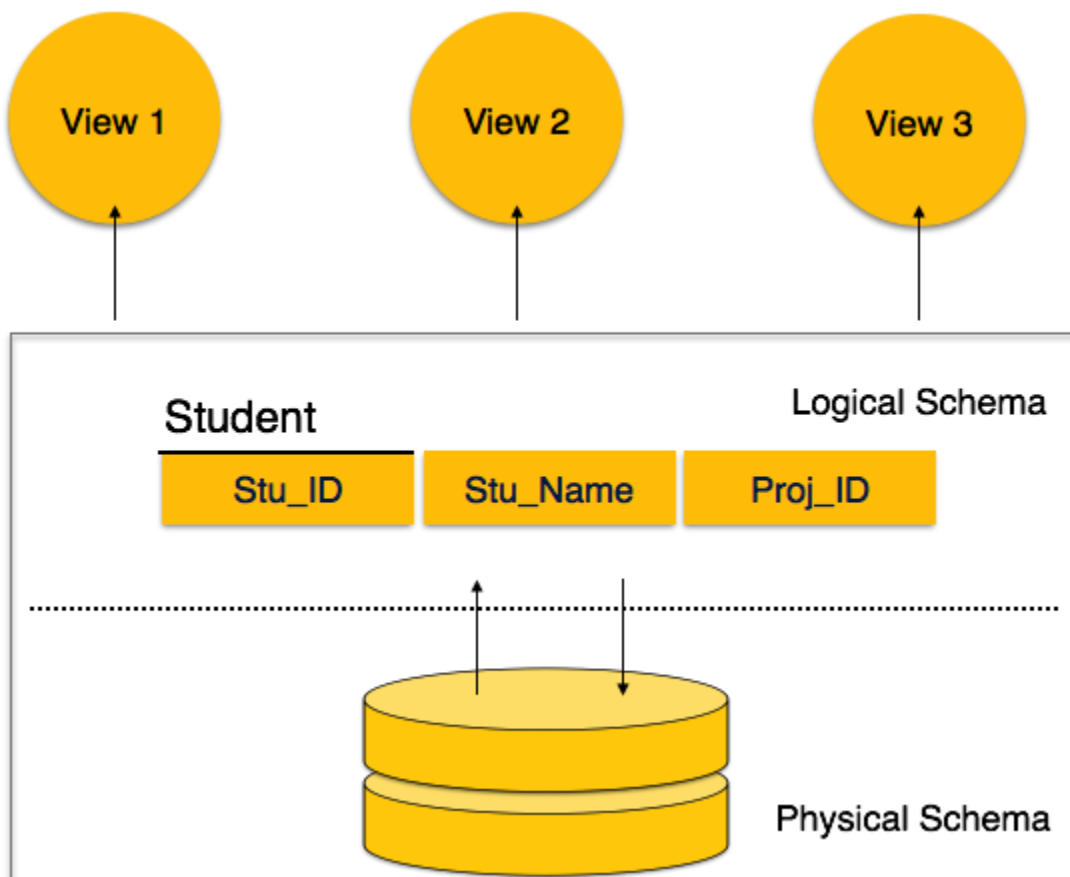 View 1
View 2
View 3
Logical Schema
Student
Stu_ID
Stu_Name
Proj_ID
Physical Schema